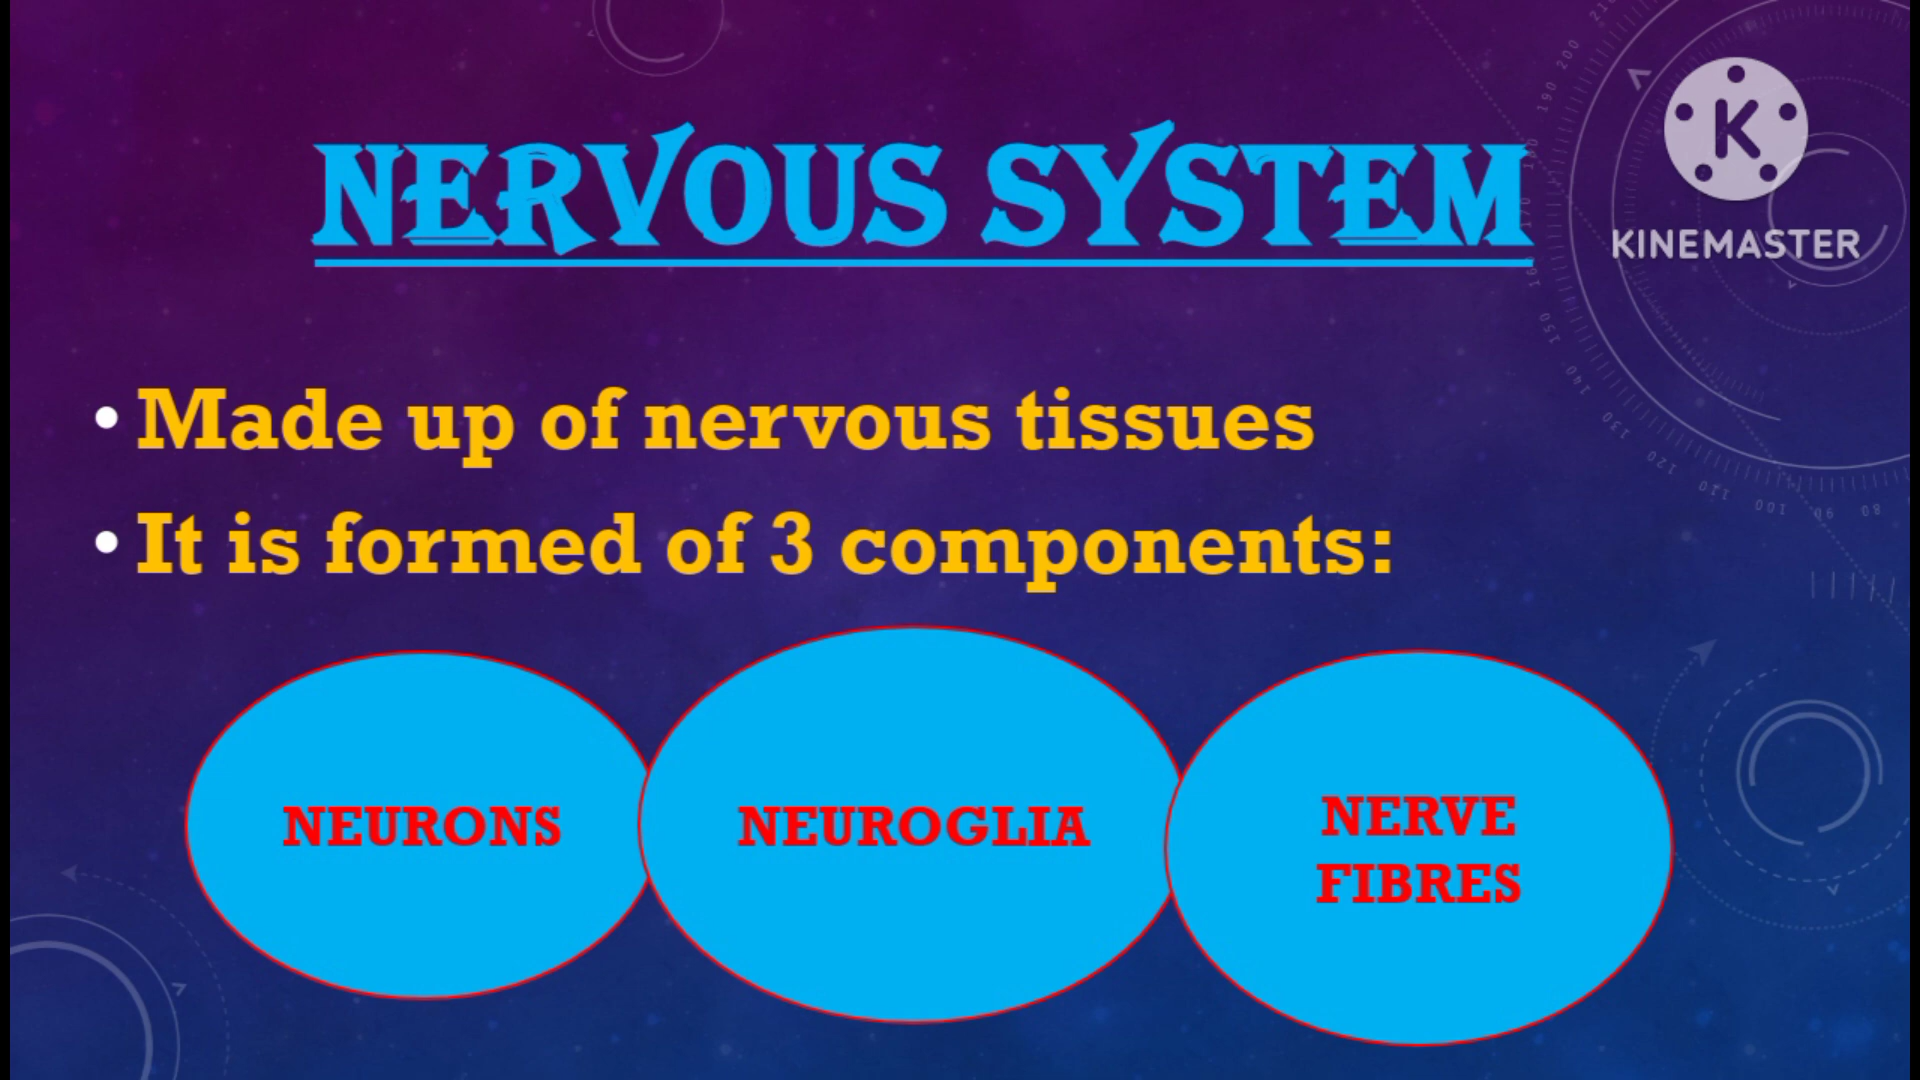 NERVOUS SYSTEM
K
KINEMASTER
• Made up of nervous tissues
• It is formed of 3 components:
NEURONS
NEUROGLIA
NERVE
FIBRES